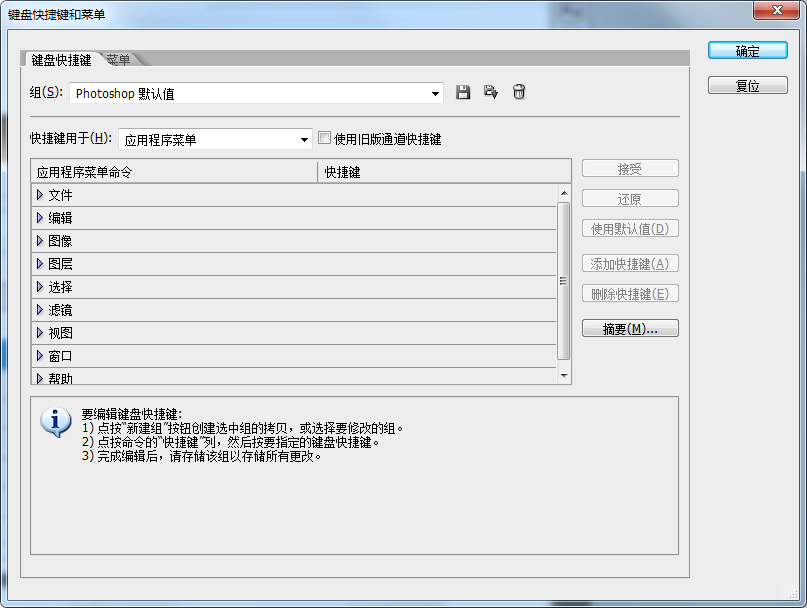 键盘快捷键和菜单
键盘快捷键 菜单
确定
复位
组(S): Photoshop 默认值
快捷键用于(H): 应用程序菜单 使用旧版通道快捷键
应用程序菜单命令 快捷键
文件
编辑
图像
图层
选择
滤镜
视图
窗口
帮助
接受
还原
使用默认值(D)
添加快捷键(A)
删除快捷键(E)
摘要(M)...
要编辑键盘快捷键:
1) 点按“新建组”按钮创建选中组的拷贝，或选择要修改的组。
2) 点按命令的“快捷键”列，然后按要指定的键盘快捷键。
3) 完成编辑后，请存储该组以存储所有更改。